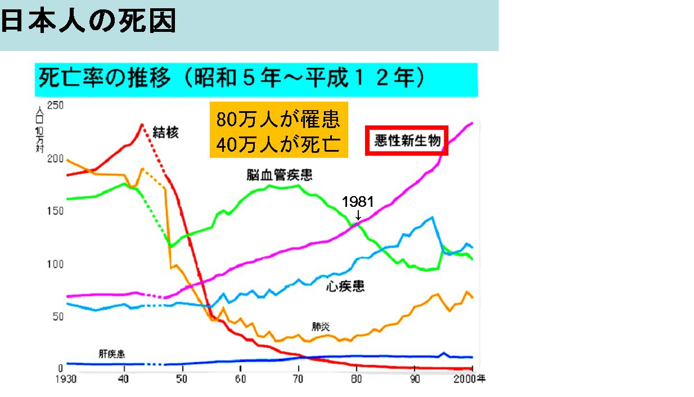 日本人の死因
死亡率の推移（昭和５年～平成１２年）
人口10万対
250
200
150
100
50
0
80万人が罹患
40万人が死亡
結核
悪性新生物
脳血管疾患
1981
↓
心疾患
肺炎
肝疾患
1930 40 50 60 70 80 90 2000年